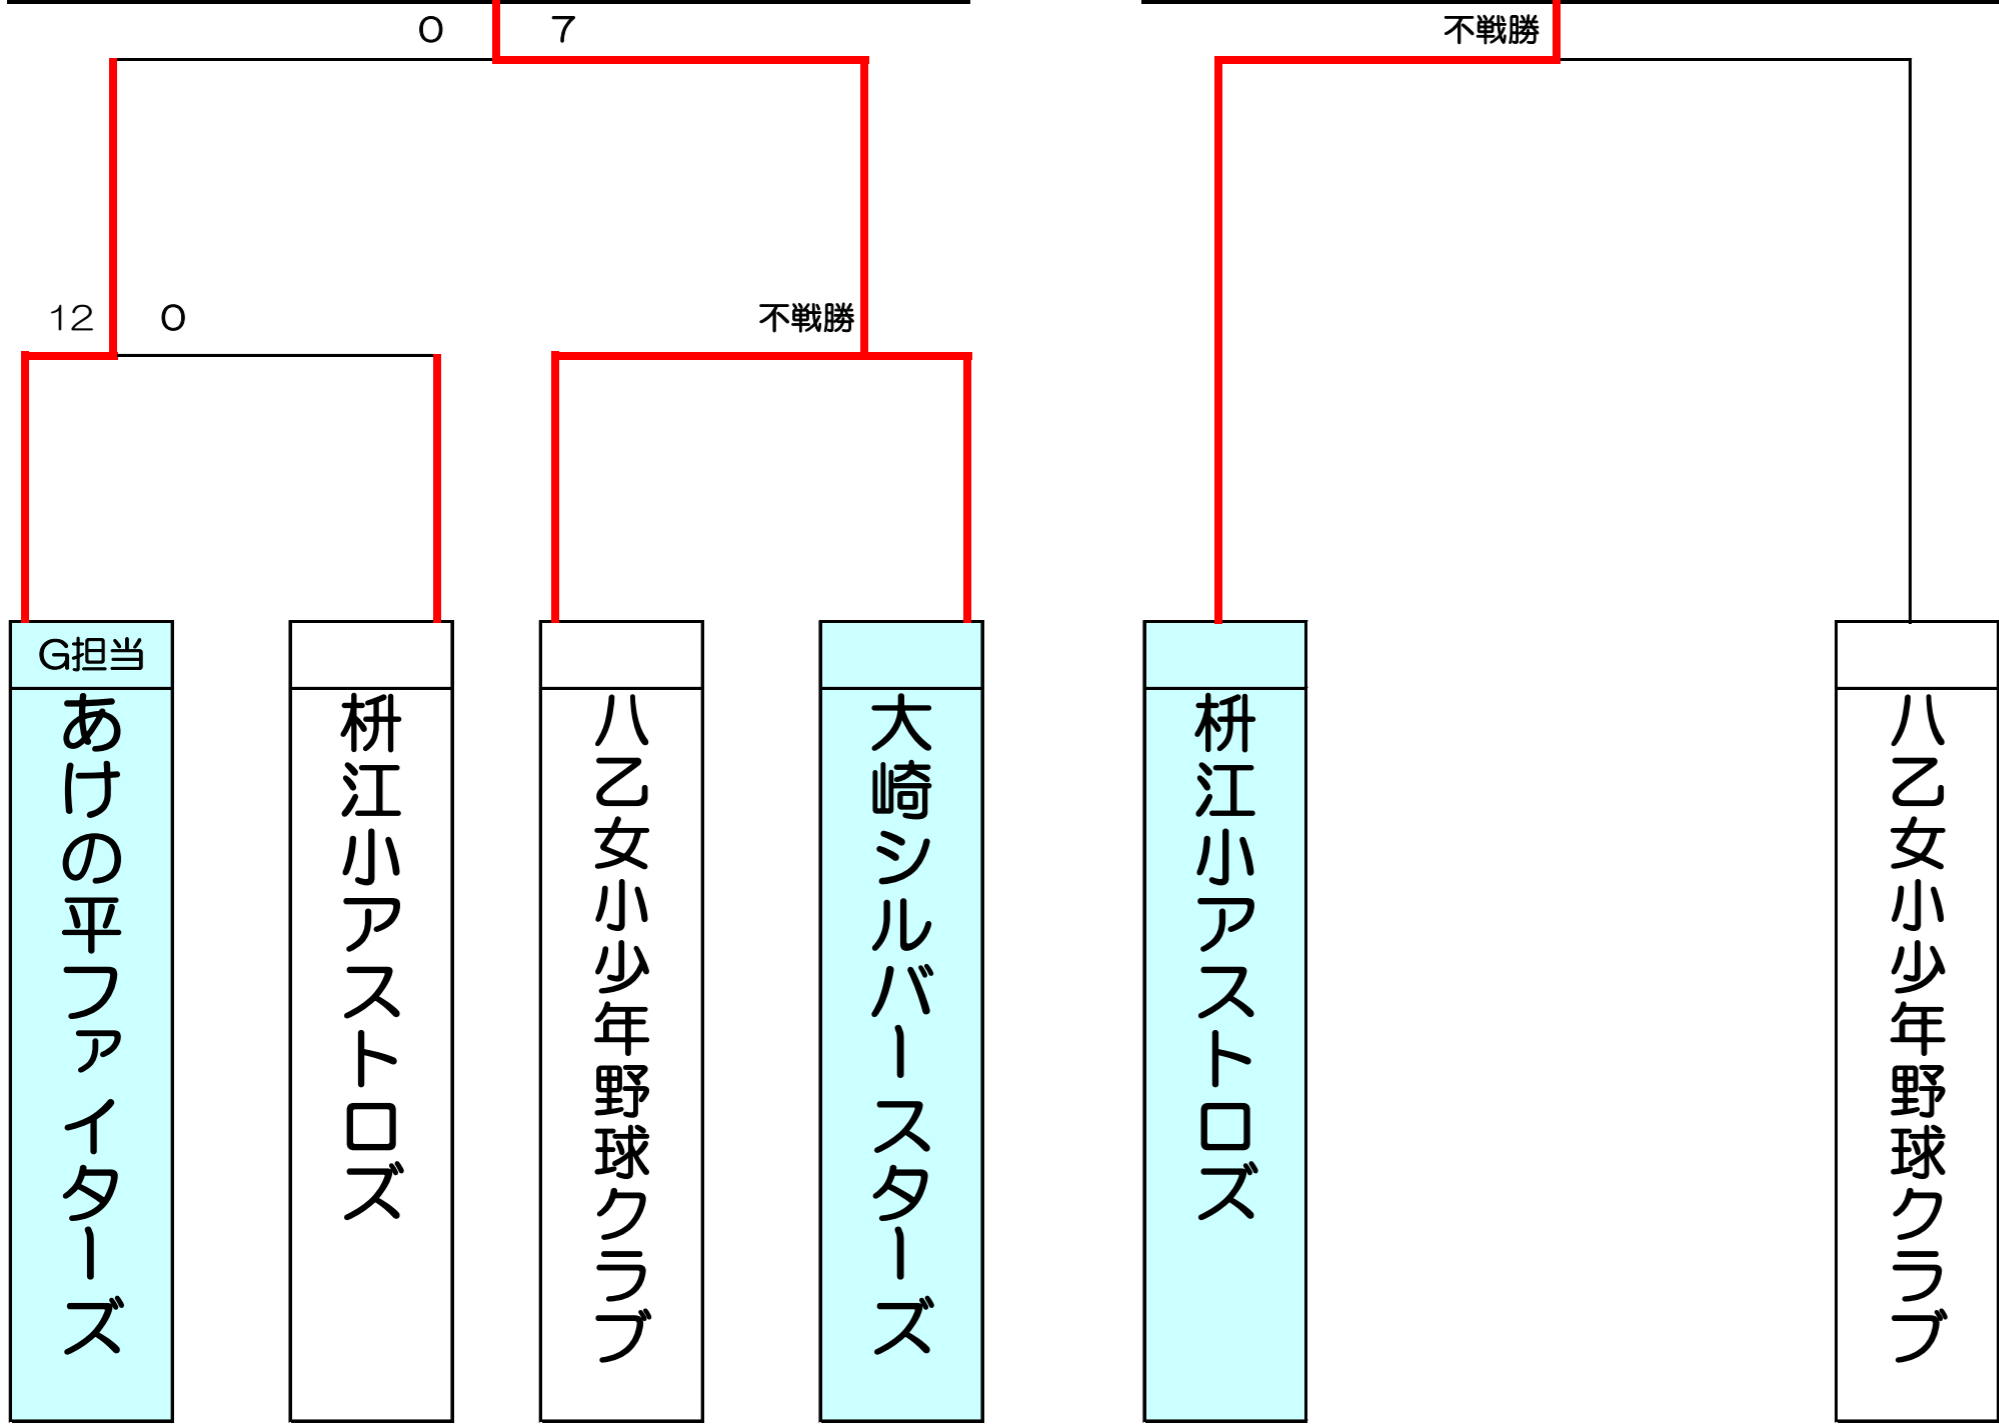 ０ ７ 不戦勝
１２ ０ 不戦勝
G担当
あけの平ファイターズ
枡江小アストロズ
八乙女小少年野球クラブ
大崎シルバースターズ
枡江小アストロズ
八乙女小少年野球クラブ